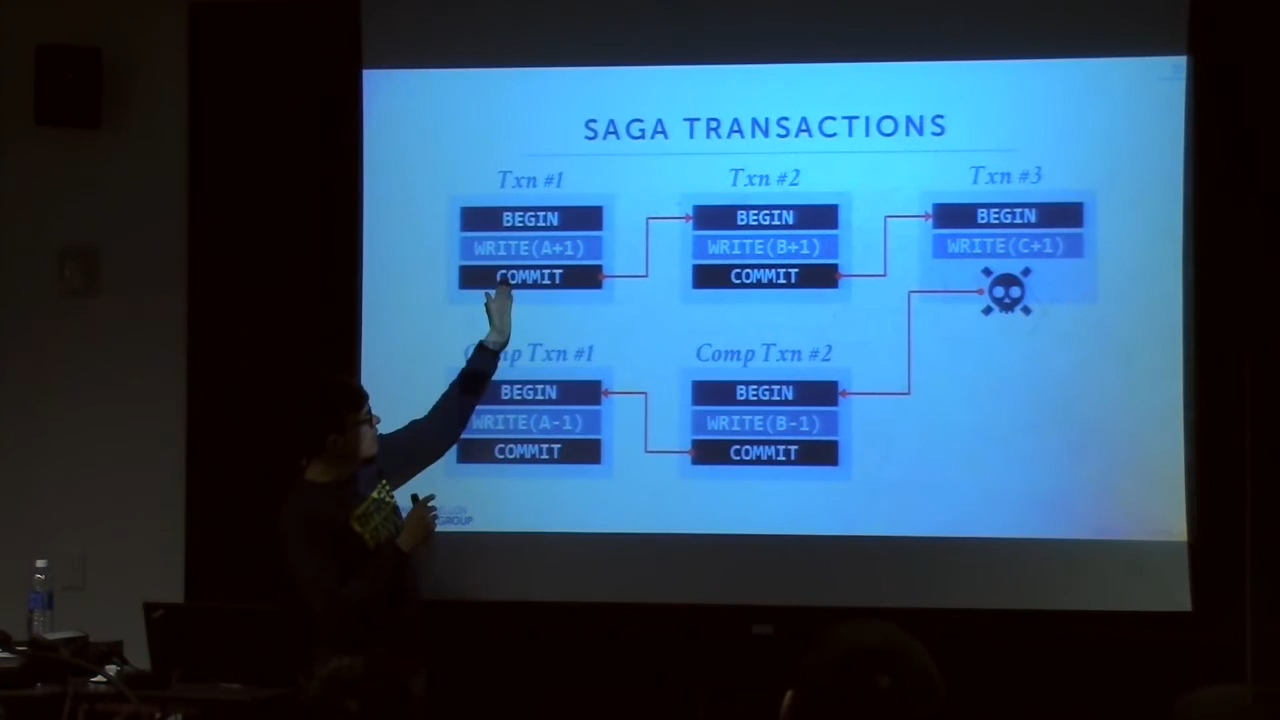 SAGA TRANSACTIONS
Txn #1
BEGIN
WRITE(A+1)
COMMIT
Txn #2
BEGIN
WRITE(B+1)
COMMIT
Txn #3
BEGIN
WRITE(C+1)
Txn #1
BEGIN
WRITE(A-1)
COMMIT
Comp Txn #2
BEGIN
WRITE(B-1)
COMMIT
GROUP